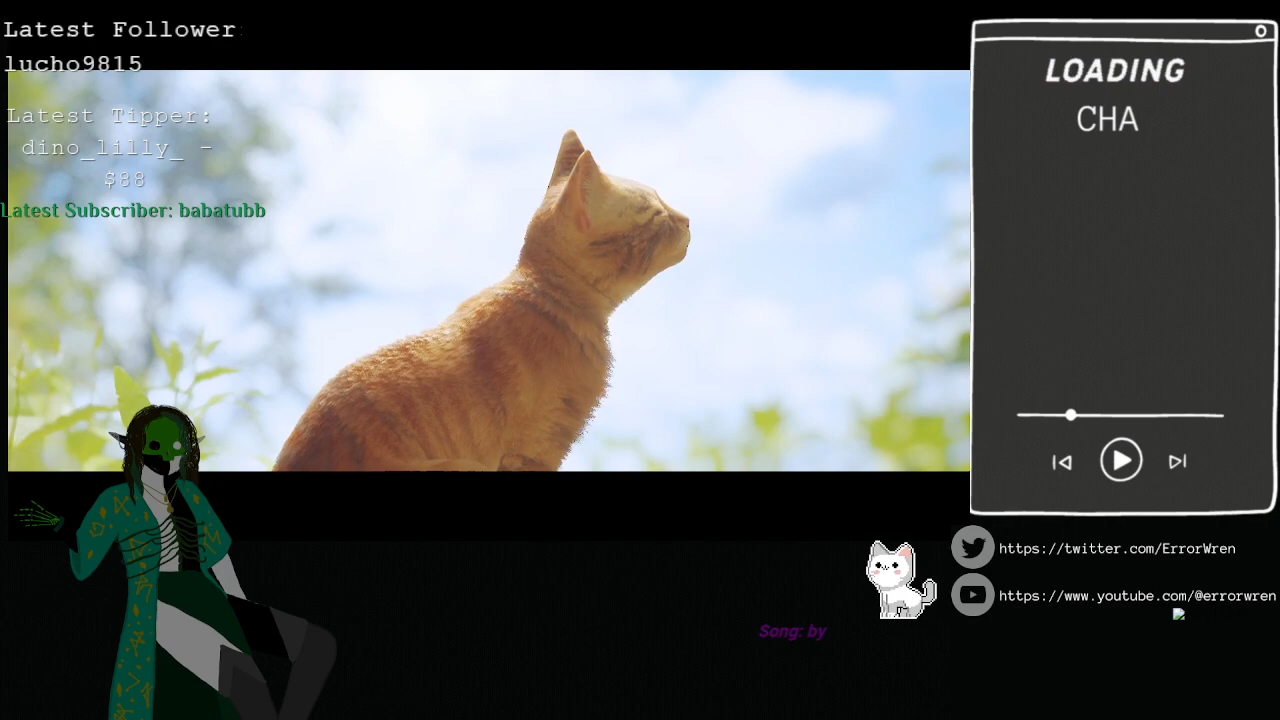 Latest Follower:
lucho9815
Latest Tipper:
dino_lilly_ -
$88
Latest Subscriber: babatubb
LOADING
CHA
https://twitter.com/ErrorWren
https://www.youtube.com/@errorwren
Song: by